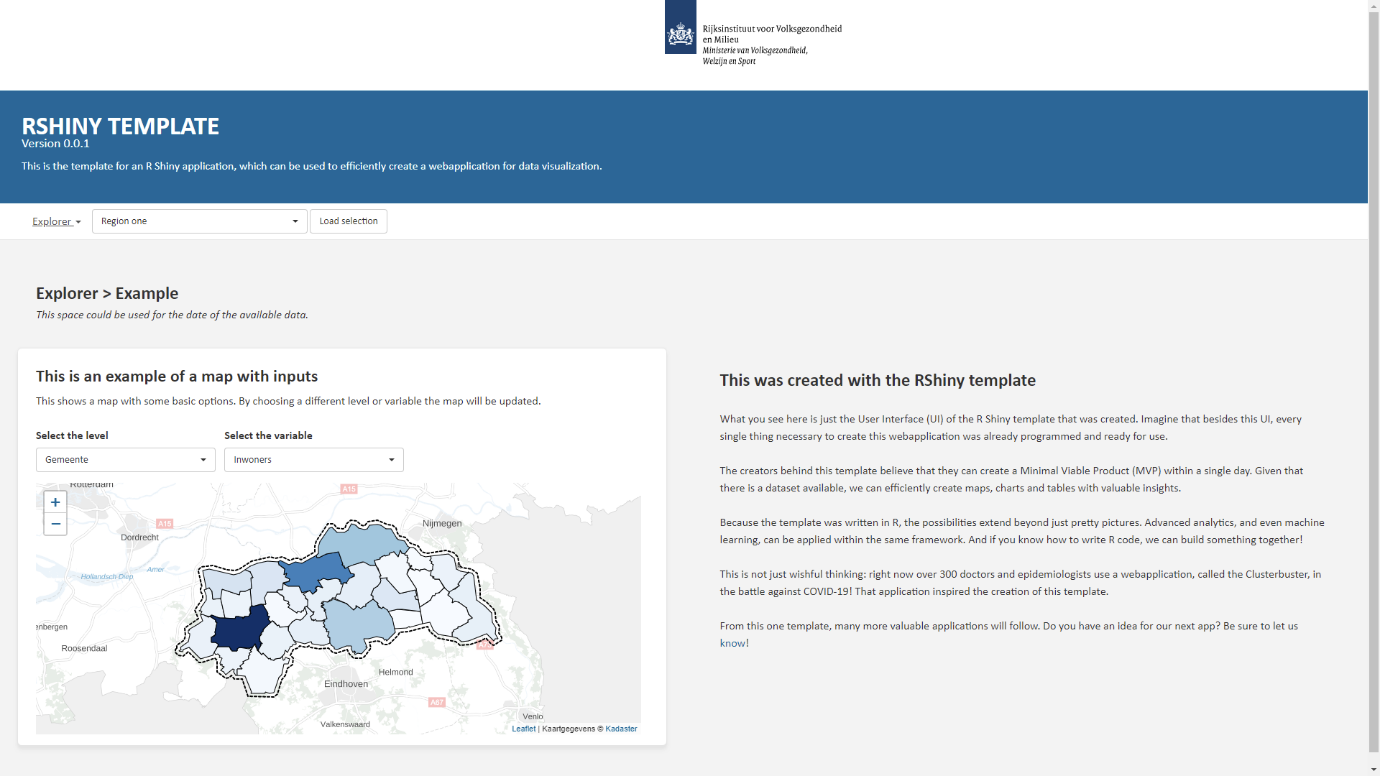 Rijksinstituut voor Volksgezondheid
en Milieu
Ministerie van Volksgezondheid,
Welzijn en Sport
RSHINY TEMPLATE
Version 0.0.1
This is the template for an R Shiny application, which can be used to efficiently create a webapplication for data visualization.
Explorer
Region one
Load selection
Explorer > Example
This space could be used for the date of the available data.
This is an example of a map with inputs
This shows a map with some basic options. By choosing a different level or variable the map will be updated.
Select the level
Select the variable
Gemeente
Inwoners
+
−
Rotterdam
A15
A15
Nijmegen
Dordrecht
Amer
Hollandsch Diep
enbergen
Roosendaal
Helmond
Eindhoven
A67
Venlo
Valkenswaard
Leaflet | Kaartgegevens © Kadaster
This was created with the RShiny template
What you see here is just the User Interface (UI) of the R Shiny template that was created. Imagine that besides this UI, every
single thing necessary to create this webapplication was already programmed and ready for use.
The creators behind this template believe that they can create a Minimal Viable Product (MVP) within a single day. Given that
there is a dataset available, we can efficiently create maps, charts and tables with valuable insights.
Because the template was written in R, the possibilities extend beyond just pretty pictures. Advanced analytics, and even machine
learning, can be applied within the same framework. And if you know how to write R code, we can build something together!
This is not just wishful thinking: right now over 300 doctors and epidemiologists use a webapplication, called the Clusterbuster, in
the battle against COVID-19! That application inspired the creation of this template.
From this one template, many more valuable applications will follow. Do you have an idea for our next app? Be sure to let us
know!